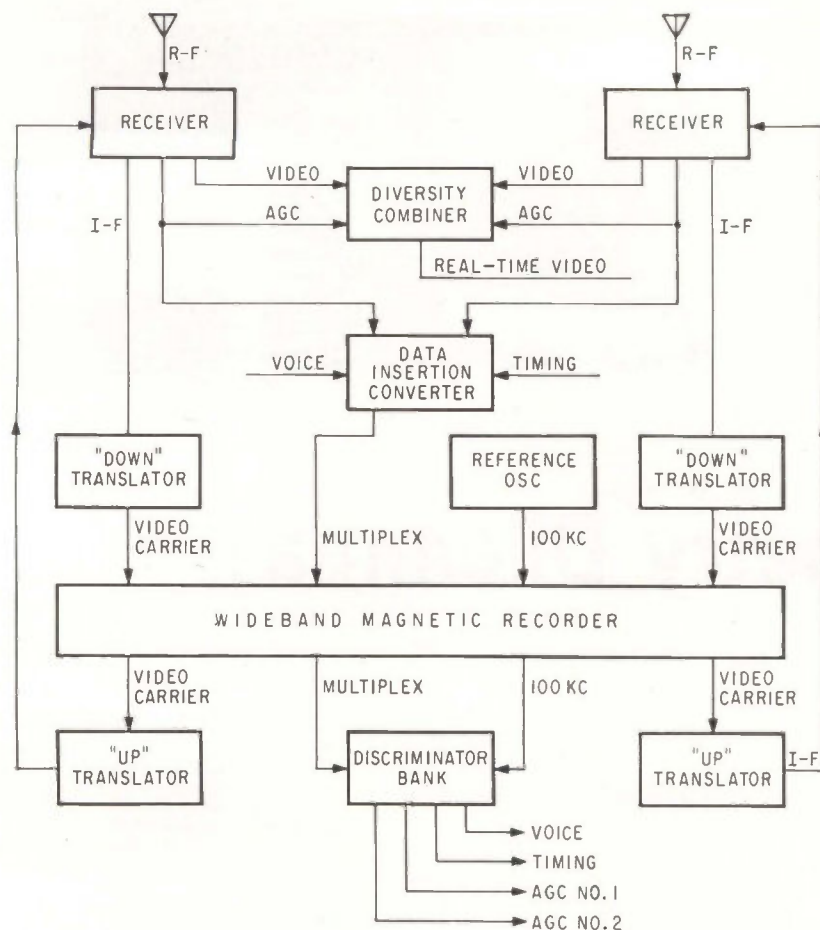 R-F
R-F
RECEIVER
RECEIVER
VIDEO
VIDEO
DIVERSITY
COMBINER
AGC
AGC
I-F
I-F
REAL-TIME VIDEO
VOICE
DATA
INSERTION
CONVERTER
TIMING
"DOWN"
TRANSLATOR
REFERENCE
OSC
"DOWN"
TRANSLATOR
VIDEO
CARRIER
MULTIPLEX
100 KC
VIDEO
CARRIER
WIDEBAND MAGNETIC RECORDER
VIDEO
CARRIER
MULTIPLEX
100 KC
VIDEO
CARRIER
"UP"
TRANSLATOR
DISCRIMINATOR
BANK
"UP"
TRANSLATOR
I-F
VOICE
TIMING
AGC NO. 1
AGC NO. 2